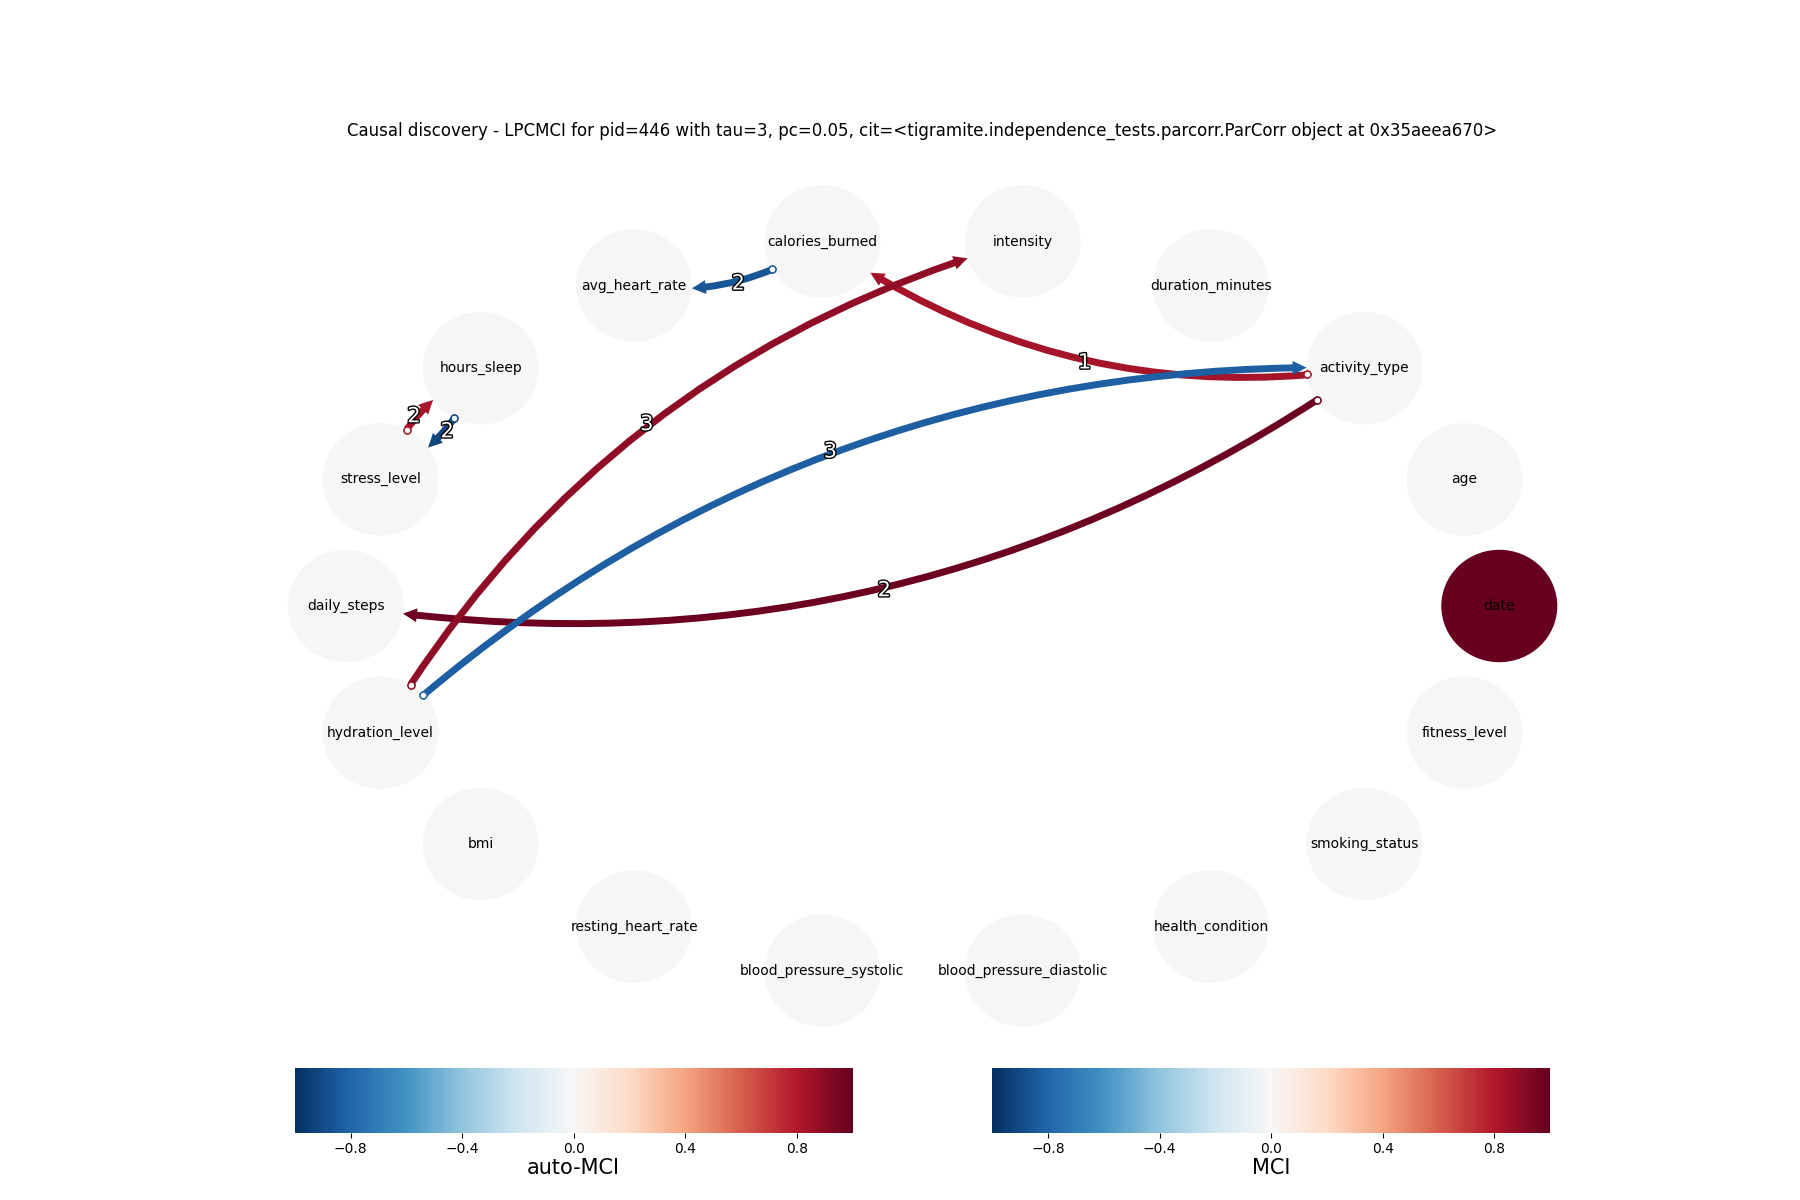 Causal discovery - LPCMCI for pid=446 with tau=3, pc=0.05, cit=<tigramite.independence_tests.parcorr.ParCorr object at 0x35aeea670>
calories_burned
intensity
avg_heart_rate
2
duration_minutes
hours_sleep
1
activity_type
2
2
3
3
stress_level
age
2
daily_steps
date
hydration_level
fitness_level
bmi
smoking_status
resting_heart_rate
health_condition
blood_pressure_systolic
blood_pressure_diastolic
−0.8 −0.4 0.0 0.4 0.8
auto-MCI
−0.8 −0.4 0.0 0.4 0.8
MCI